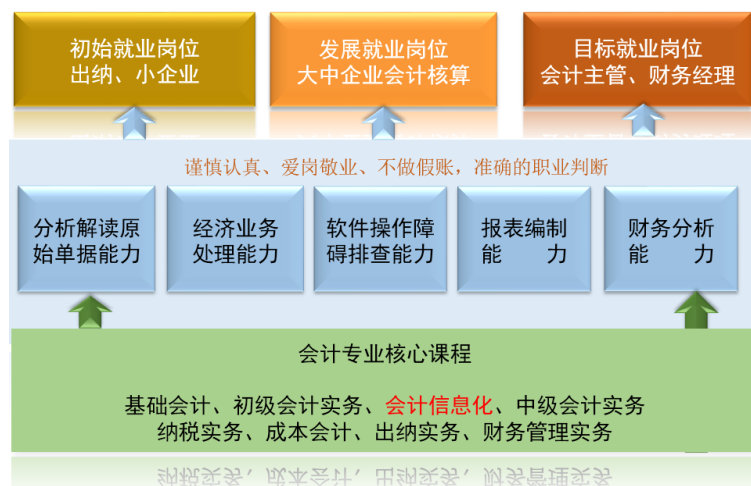 初始就业岗位
出纳、小企业
发展就业岗位
大中企业会计核算
目标就业岗位
会计主管、财务经理
谨慎认真、爱岗敬业、不做假账，准确的职业判断
分析解读原
始单据能力
经济业务
处理能力
软件操作障
碍排查能力
报表编制
能 力
财务分析
能 力
会计专业核心课程
基础会计、初级会计实务、会计信息化、中级会计实务
纳税实务、成本会计、出纳实务、财务管理实务